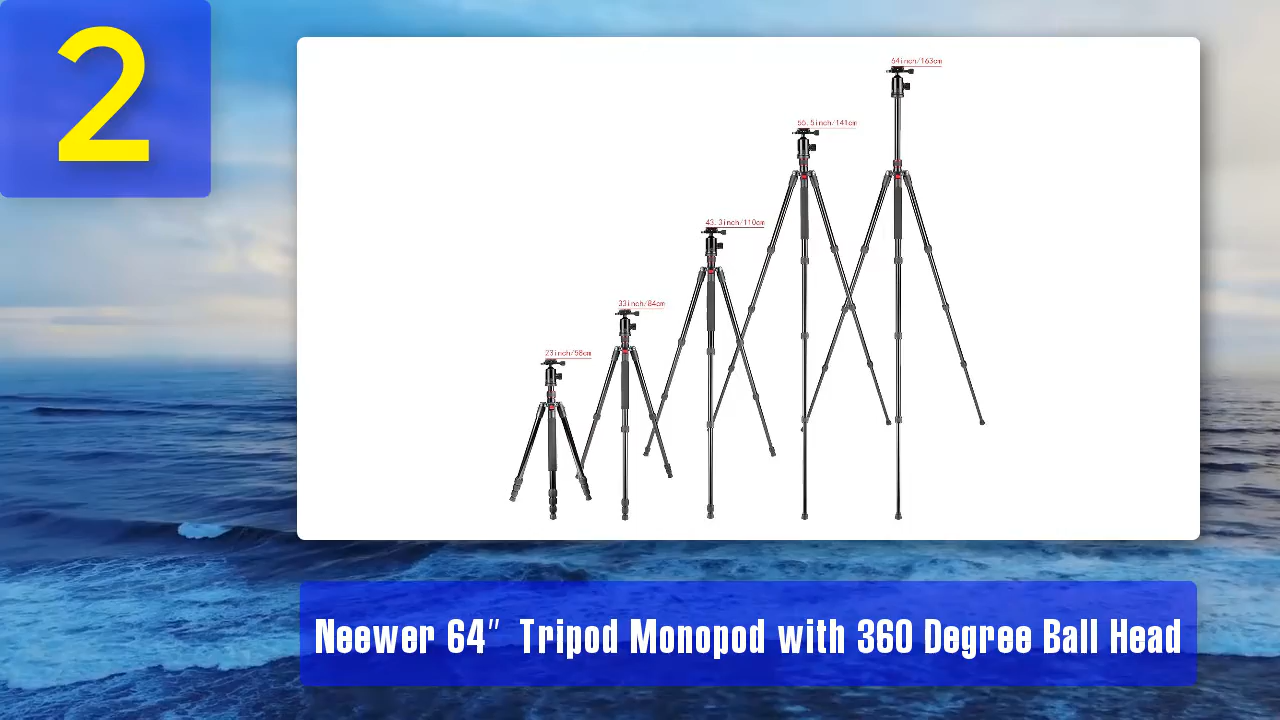 2
64inch/163cm
55.5inch/141cm
43.3inch/110cm
33inch/84cm
23inch/58cm
Neewer 64" Tripod Monopod with 360 Degree Ball Head